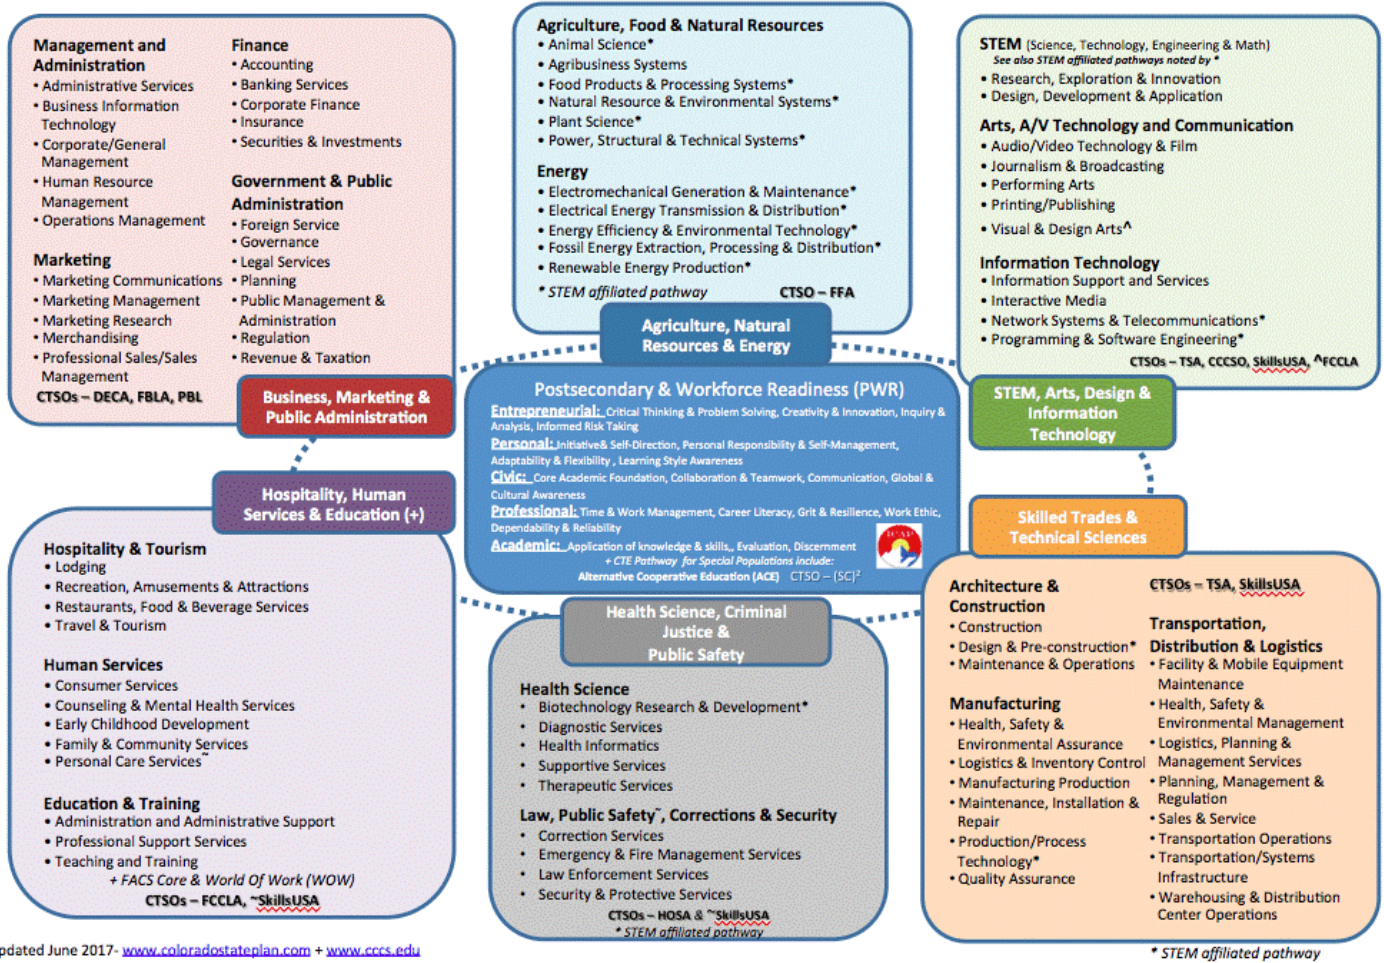 Management and
Administration
• Administrative Services
• Business Information
Technology
• Corporate/General
Management
• Human Resource
Management
• Operations Management
Marketing
• Marketing Communications
• Marketing Management
• Marketing Research
• Merchandising
• Professional Sales/Sales
Management
CTSOs – DECA, FBLA, PBL
Finance
• Accounting
• Banking Services
• Corporate Finance
• Insurance
• Securities & Investments
Government & Public
Administration
• Foreign Service
• Governance
• Legal Services
• Planning
• Public Management &
Administration
• Regulation
• Revenue & Taxation
Business, Marketing &
Public Administration
Agriculture, Food & Natural Resources
• Animal Science*
• Agribusiness Systems
• Food Products & Processing Systems*
• Natural Resource & Environmental Systems*
• Plant Science*
• Power, Structural & Technical Systems*
Energy
• Electromechanical Generation & Maintenance*
• Electrical Energy Transmission & Distribution*
• Energy Efficiency & Environmental Technology*
• Fossil Energy Extraction, Processing & Distribution*
• Renewable Energy Production*
* STEM affiliated pathway CTSO – FFA
Agriculture, Natural
Resources & Energy
STEM (Science, Technology, Engineering & Math)
See also STEM affiliated pathways noted by *
• Research, Exploration & Innovation
• Design, Development & Application
Arts, A/V Technology and Communication
• Audio/Video Technology & Film
• Journalism & Broadcasting
• Performing Arts
• Printing/Publishing
• Visual & Design Arts^
Information Technology
• Information Support and Services
• Interactive Media
• Network Systems & Telecommunications*
• Programming & Software Engineering*
CTSOs – TSA, CCCSO, SkillsUSA, ^FCCLA
STEM, Arts, Design &
Information
Technology
Postsecondary & Workforce Readiness (PWR)
Entrepreneurial: Critical Thinking & Problem Solving, Creativity & Innovation, Inquiry &
Analysis, Informed Risk Taking
Personal: Initiative& Self-Direction, Personal Responsibility & Self-Management,
Adaptability & Flexibility , Learning Style Awareness
Civic: Core Academic Foundation, Collaboration & Teamwork, Communication, Global &
Cultural Awareness
Professional: Time & Work Management, Career Literacy, Grit & Resilience, Work Ethic,
Dependability & Reliability
Academic: Application of knowledge & skills,, Evaluation, Discernment
+ CTE Pathway for Special Populations include:
Alternative Cooperative Education (ACE) CTSO – (SC)²
ICAP
Hospitality, Human
Services & Education (+)
Hospitality & Tourism
• Lodging
• Recreation, Amusements & Attractions
• Restaurants, Food & Beverage Services
• Travel & Tourism
Human Services
• Consumer Services
• Counseling & Mental Health Services
• Early Childhood Development
• Family & Community Services
• Personal Care Services~
Education & Training
• Administration and Administrative Support
• Professional Support Services
• Teaching and Training
+ FACS Core & World Of Work (WOW)
CTSOs – FCCLA, ~SkillsUSA
Health Science, Criminal
Justice &
Public Safety
Health Science
• Biotechnology Research & Development*
• Diagnostic Services
• Health Informatics
• Supportive Services
• Therapeutic Services
Law, Public Safety~, Corrections & Security
• Correction Services
• Emergency & Fire Management Services
• Law Enforcement Services
• Security & Protective Services
CTSOs – HOSA & ~SkillsUSA
* STEM affiliated pathway
Skilled Trades &
Technical Sciences
Architecture &
Construction
• Construction
• Design & Pre-construction*
• Maintenance & Operations
Manufacturing
• Health, Safety &
Environmental Assurance
• Logistics & Inventory Control
• Manufacturing Production
• Maintenance, Installation &
Repair
• Production/Process
Technology*
• Quality Assurance
CTSOs – TSA, SkillsUSA
Transportation,
Distribution & Logistics
• Facility & Mobile Equipment
Maintenance
• Health, Safety &
Environmental Management
• Logistics, Planning &
Management Services
• Planning, Management &
Regulation
• Sales & Service
• Transportation Operations
• Transportation/Systems
Infrastructure
• Warehousing & Distribution
Center Operations
* STEM affiliated pathway
pdated June 2017- www.coloradostateplan.com + www.cccs.edu